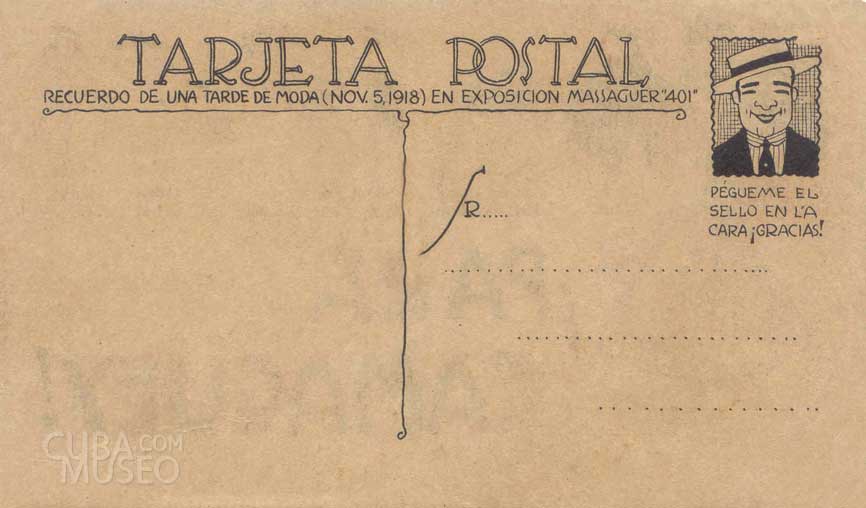 TARJETA POSTAL
RECUERDO DE UNA TARDE DE MODA (NOV. 5, 1918) EN EXPOSICION MASSAGUER "401"
PÉGUEME EL
SELLO EN L'A
CARA ¡GRACIAS!
SR.....
CUBA.COM
MUSEO